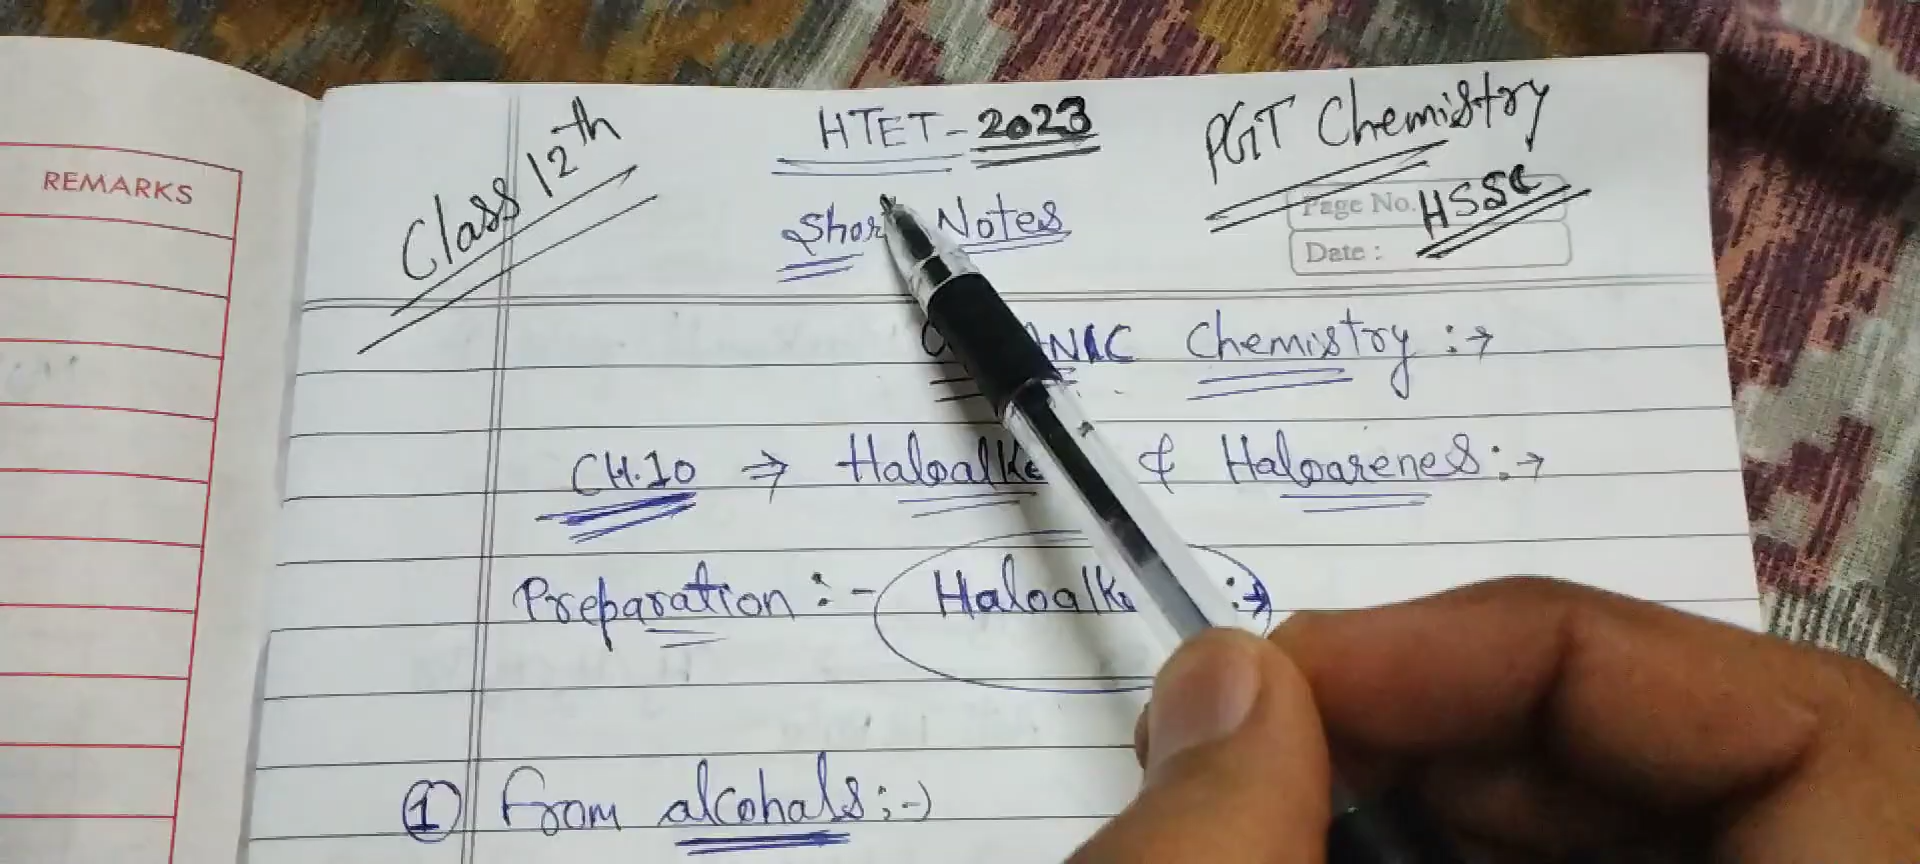 REMARKS
Class 12th
HTET-2023
PGT Chemistry
HSSC
Page No.
Date :
Notes
Chemistry :→
CH.10 ⇒ & Haloarenes :→
Preparation :-
① From alcohals :-)